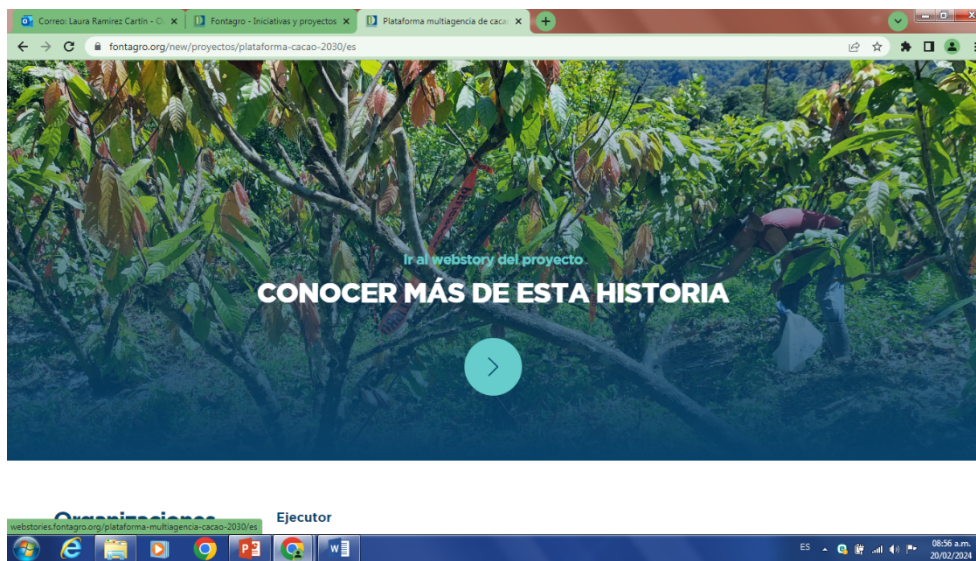 Correo: Laura Ramirez Cartin - O
Fontagro - Iniciativas y proyectos
Plataforma multiagencia de cacao
fontagro.org/new/proyectos/plataforma-cacao-2030/es
Ir al webstory del proyecto
CONOCER MÁS DE ESTA HISTORIA
Organizaciones
Ejecutor
webstories.fontagro.org/plataforma-multiagencia-cacao-2030/es
ES
08:56 a.m.
20/02/2024